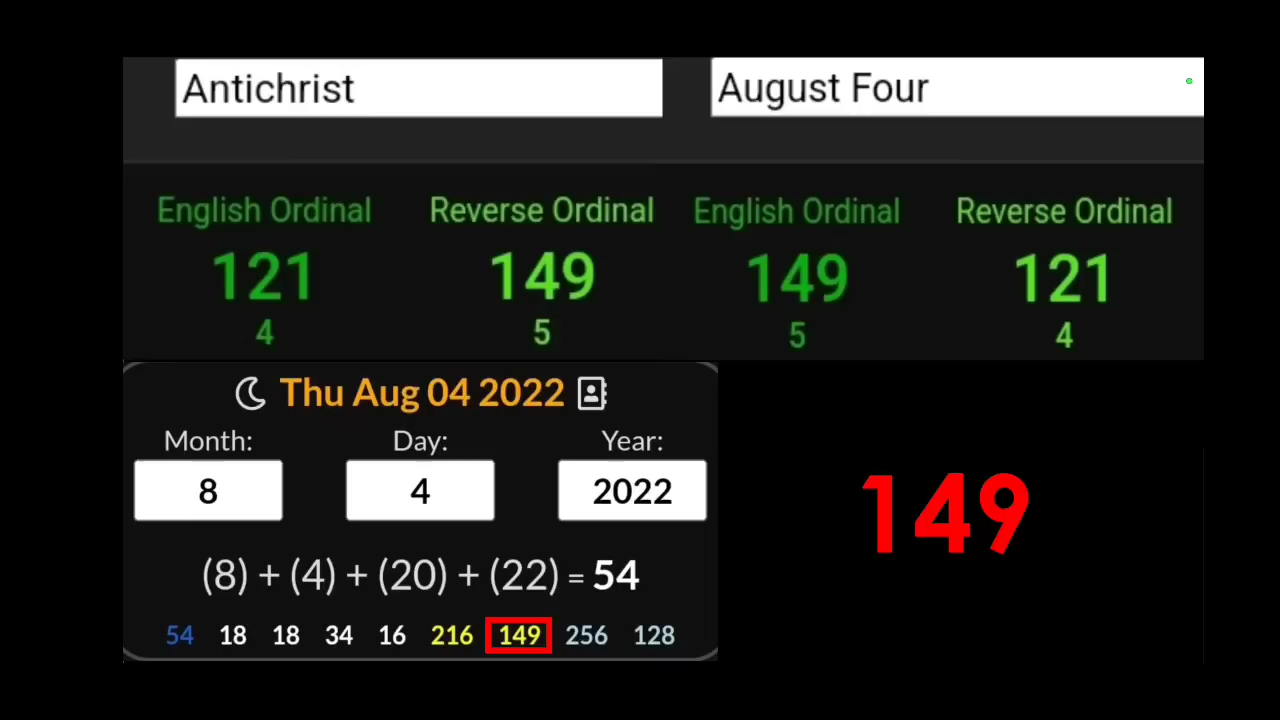 Antichrist August Four
English Ordinal Reverse Ordinal English Ordinal Reverse Ordinal
121 149 149 121
4 5 5 4
Thu Aug 04 2022
Month: Day: Year:
8 4 2022
(8) + (4) + (20) + (22) = 54
54 18 18 34 16 216 149 256 128
149